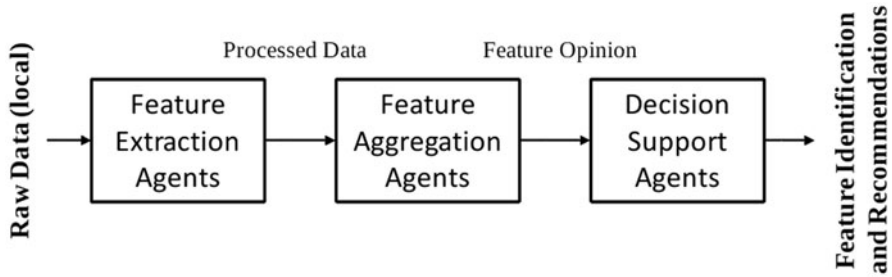 Raw Data (local)
Processed Data
Feature Opinion
Feature
Extraction
Agents
Feature
Aggregation
Agents
Decision
Support
Agents
Feature Identification
and Recommendations